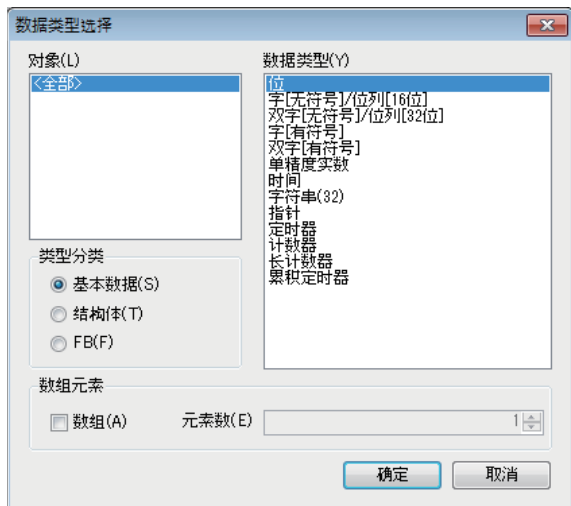 数据类型选择
对象(L)
<全部>
数据类型(Y)
位
字[无符号]/位列[16位]
双字[无符号]/位列[32位]
字[有符号]
双字[有符号]
单精度实数
时间
字符串(32)
指针
定时器
计数器
长计数器
累积定时器
类型分类
基本数据(S)
结构体(T)
FB(F)
数组元素
数组(A)
元素数(E)
1
确定
取消